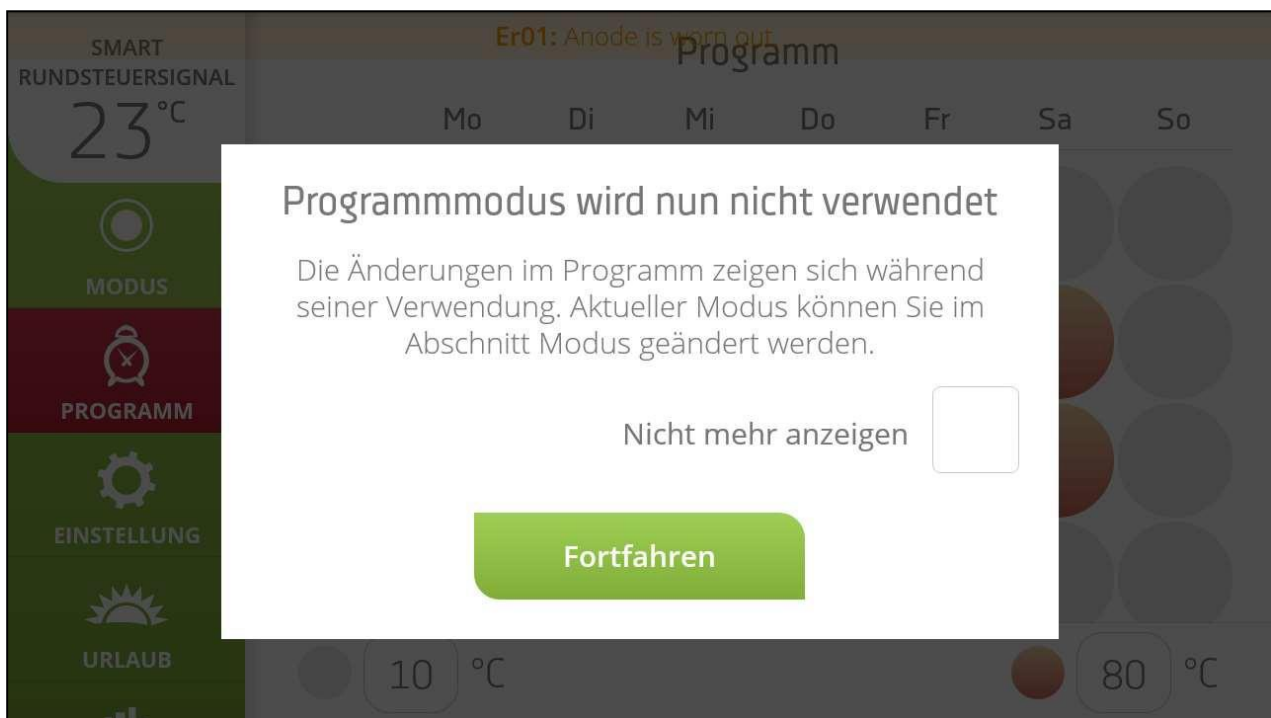 SMART
RUNDSTEUERSIGNAL
23 °C
Er01: Anode is worn out
Programm
Mo Di Mi Do Fr Sa So
Programmmodus wird nun nicht verwendet
Die Änderungen im Programm zeigen sich während
seiner Verwendung. Aktueller Modus können Sie im
Abschnitt Modus geändert werden.
Nicht mehr anzeigen
Fortfahren
MODUS
PROGRAMM
EINSTELLUNG
URLAUB
10 °C
80 °C